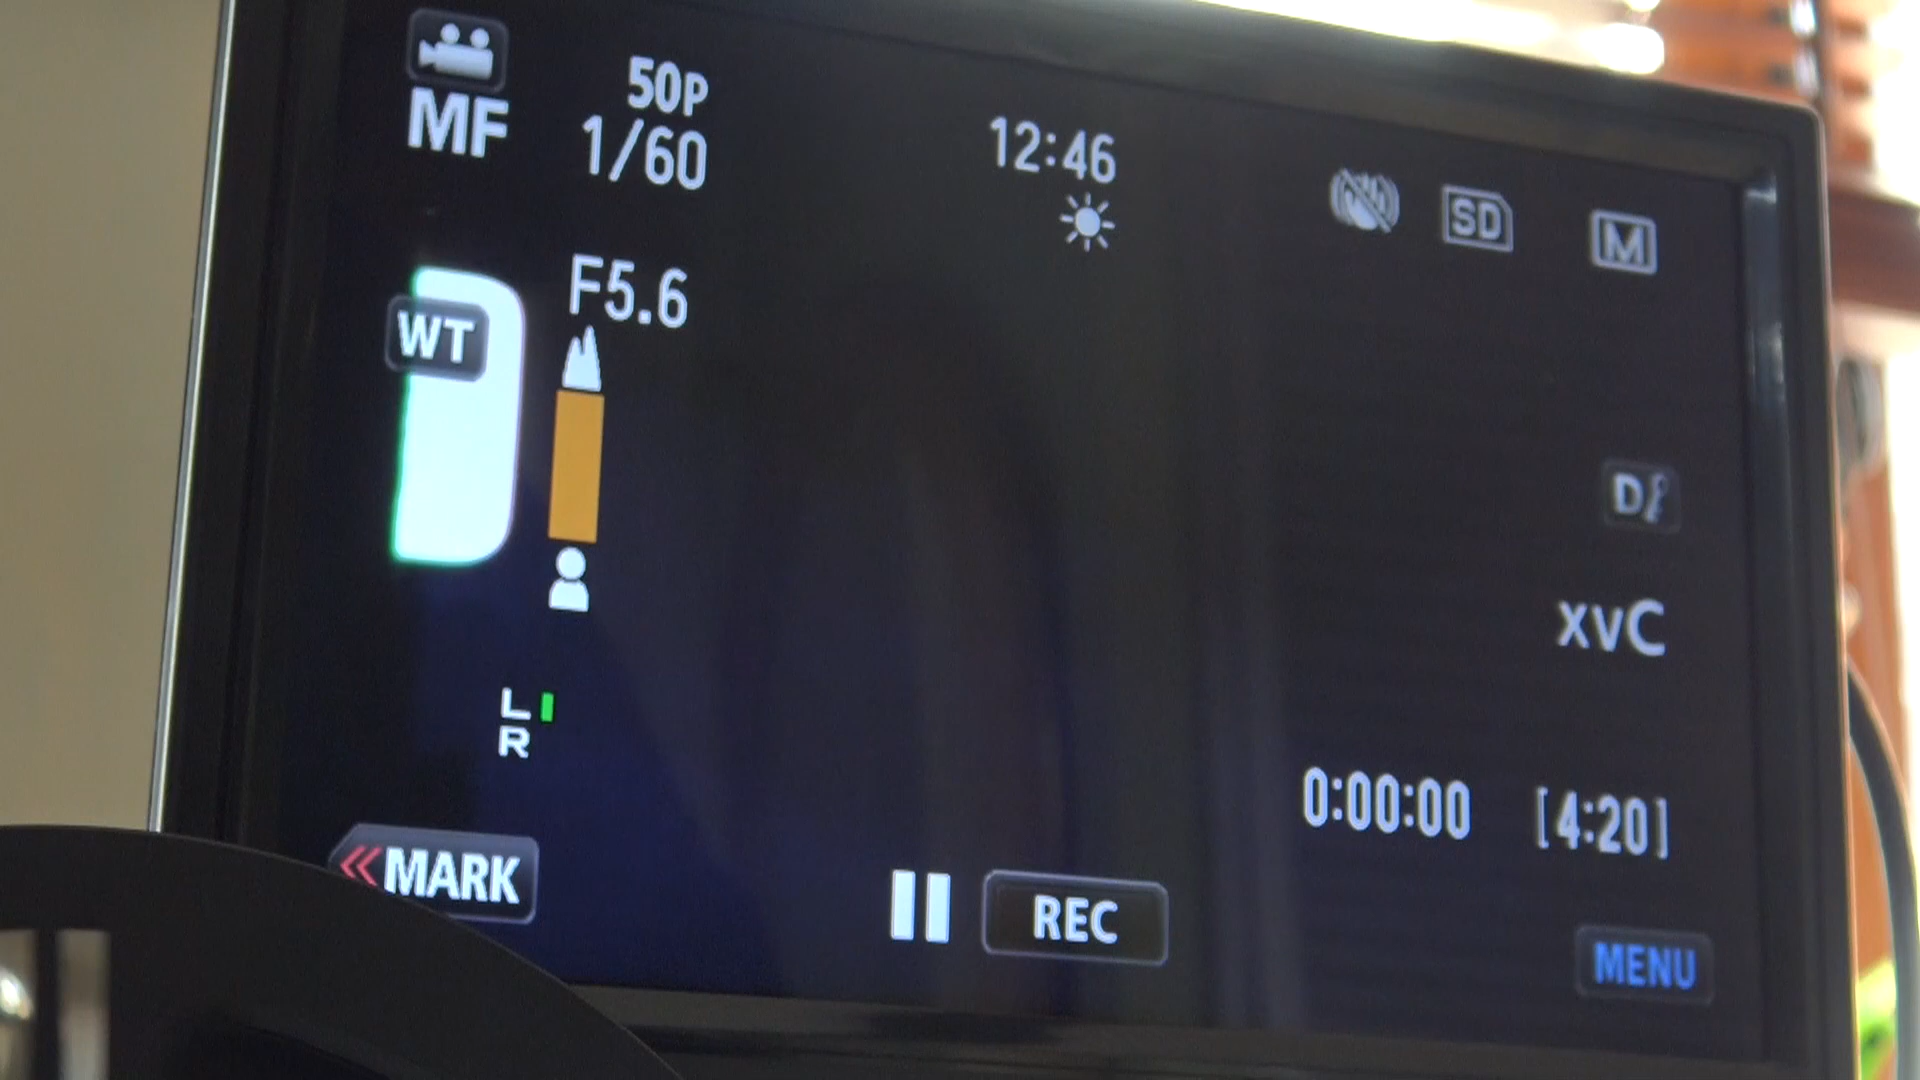 50P
MF
1/60
12:46
SD
M
F5.6
WT
D
xvC
L
R
0:00:00 [4:20]
MARK
REC
MENU